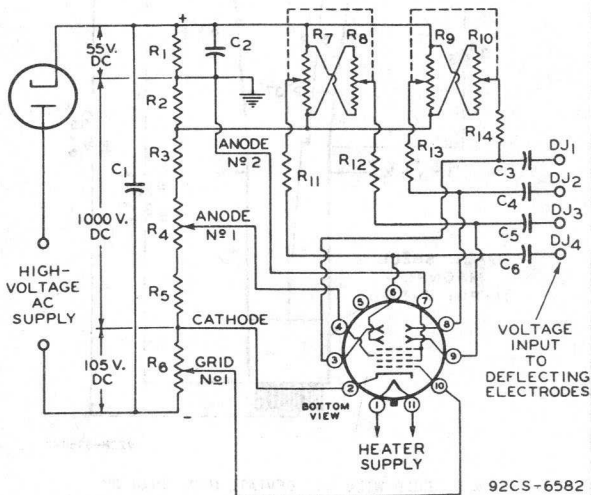 +
55 V.
DC
R1
C2
R7
R8
R9
R10
R2
R14
R3
ANODE
Nº 2
R13
C3
DJ1
C1
R11
R12
C4
DJ2
1000 V.
DC
R4
ANODE
Nº 1
C5
DJ3
C6
DJ4
HIGH-
VOLTAGE
AC
SUPPLY
R5
CATHODE
5
6
7
4
8
3
9
2
10
1
11
105 V.
DC
R6
GRID
Nº1
-
BOTTOM
VIEW
HEATER
SUPPLY
VOLTAGE
INPUT
TO
DEFLECTING
ELECTRODES
92CS-6582